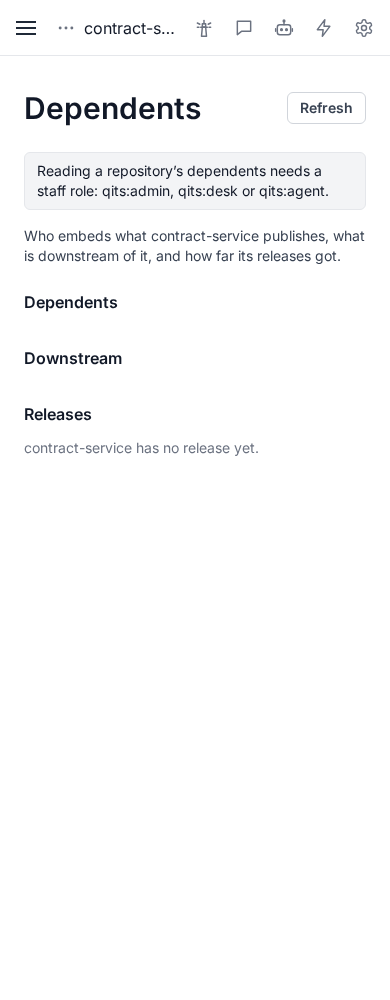 contract-s...
Dependents
Refresh
Reading a repository’s dependents needs a
staff role: qits:admin, qits:desk or qits:agent.
Who embeds what contract-service publishes, what
is downstream of it, and how far its releases got.
Dependents
Downstream
Releases
contract-service has no release yet.